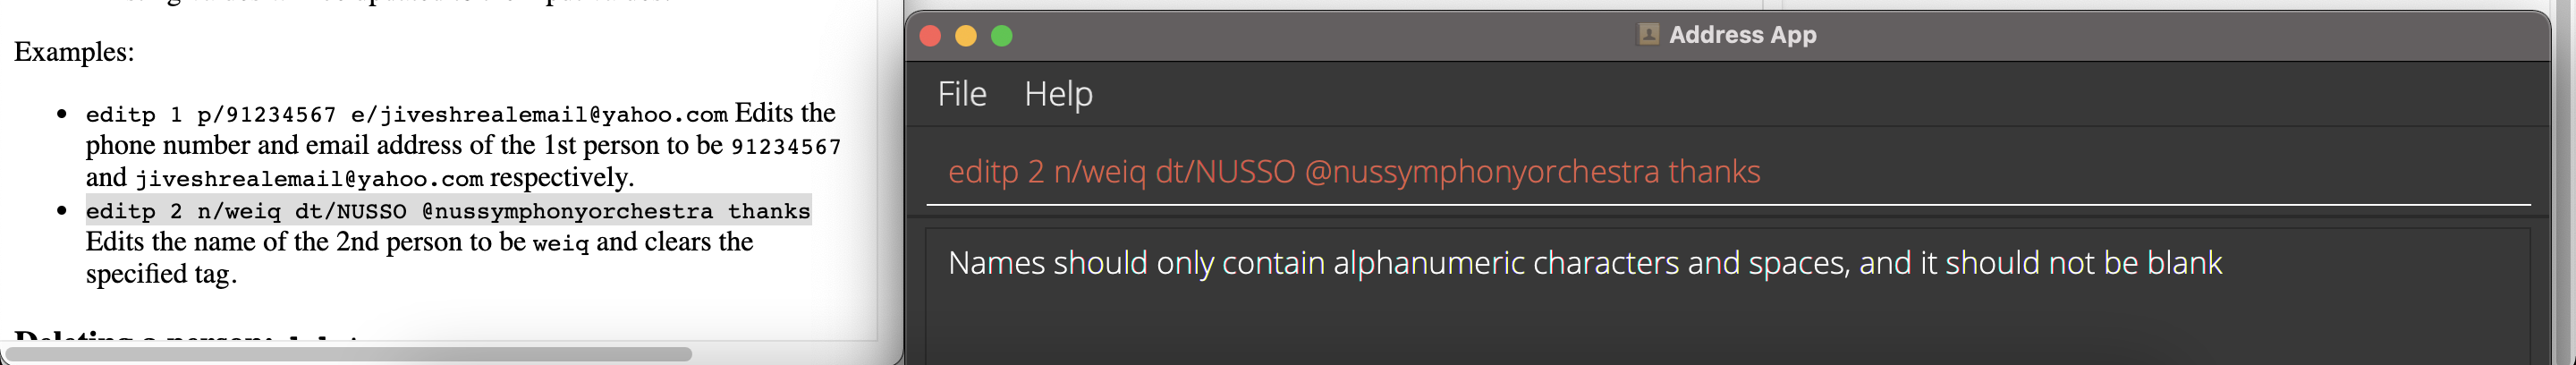 Examples:
editp 1 p/91234567 e/jiveshrealemail@yahoo.com Edits the
phone number and email address of the 1st person to be 91234567
and jiveshrealemail@yahoo.com respectively.
editp 2 n/weiq dt/NUSSO @nussymphonyorchestra thanks
Edits the name of the 2nd person to be weiq and clears the
specified tag.
Address App
File Help
editp 2 n/weiq dt/NUSSO @nussymphonyorchestra thanks
Names should only contain alphanumeric characters and spaces, and it should not be blank